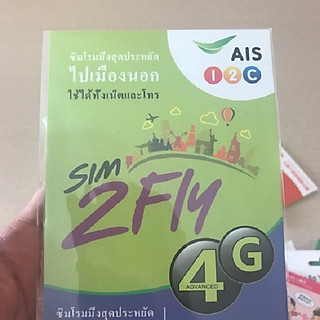 ซิมโรมมิ่งสุดประหยัด
ไปเมืองนอก
ใช้ได้ทั้งเน็ตและโทร
AIS
12C
SIM
2Fly
4G
ADVANCED
ซิมโรมมิ่งสุดประหยัด